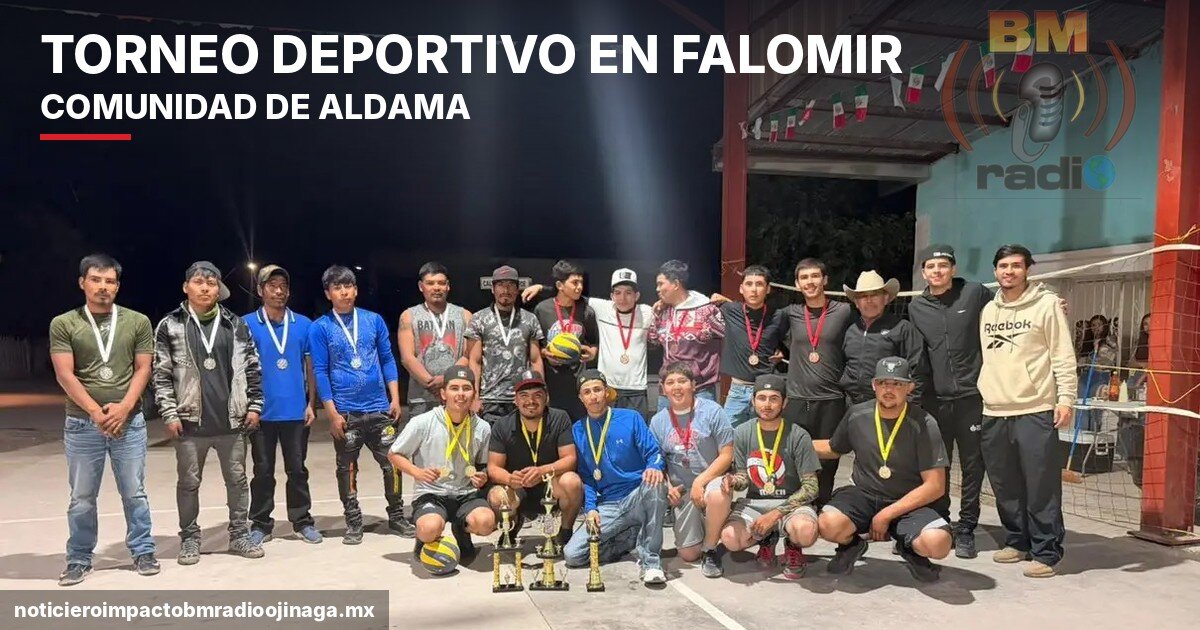 TORNEO DEPORTIVO EN FALOMIR
COMUNIDAD DE ALDAMA
BM
radio
Reebok
noticieroimpactobmradioojinaga.mx